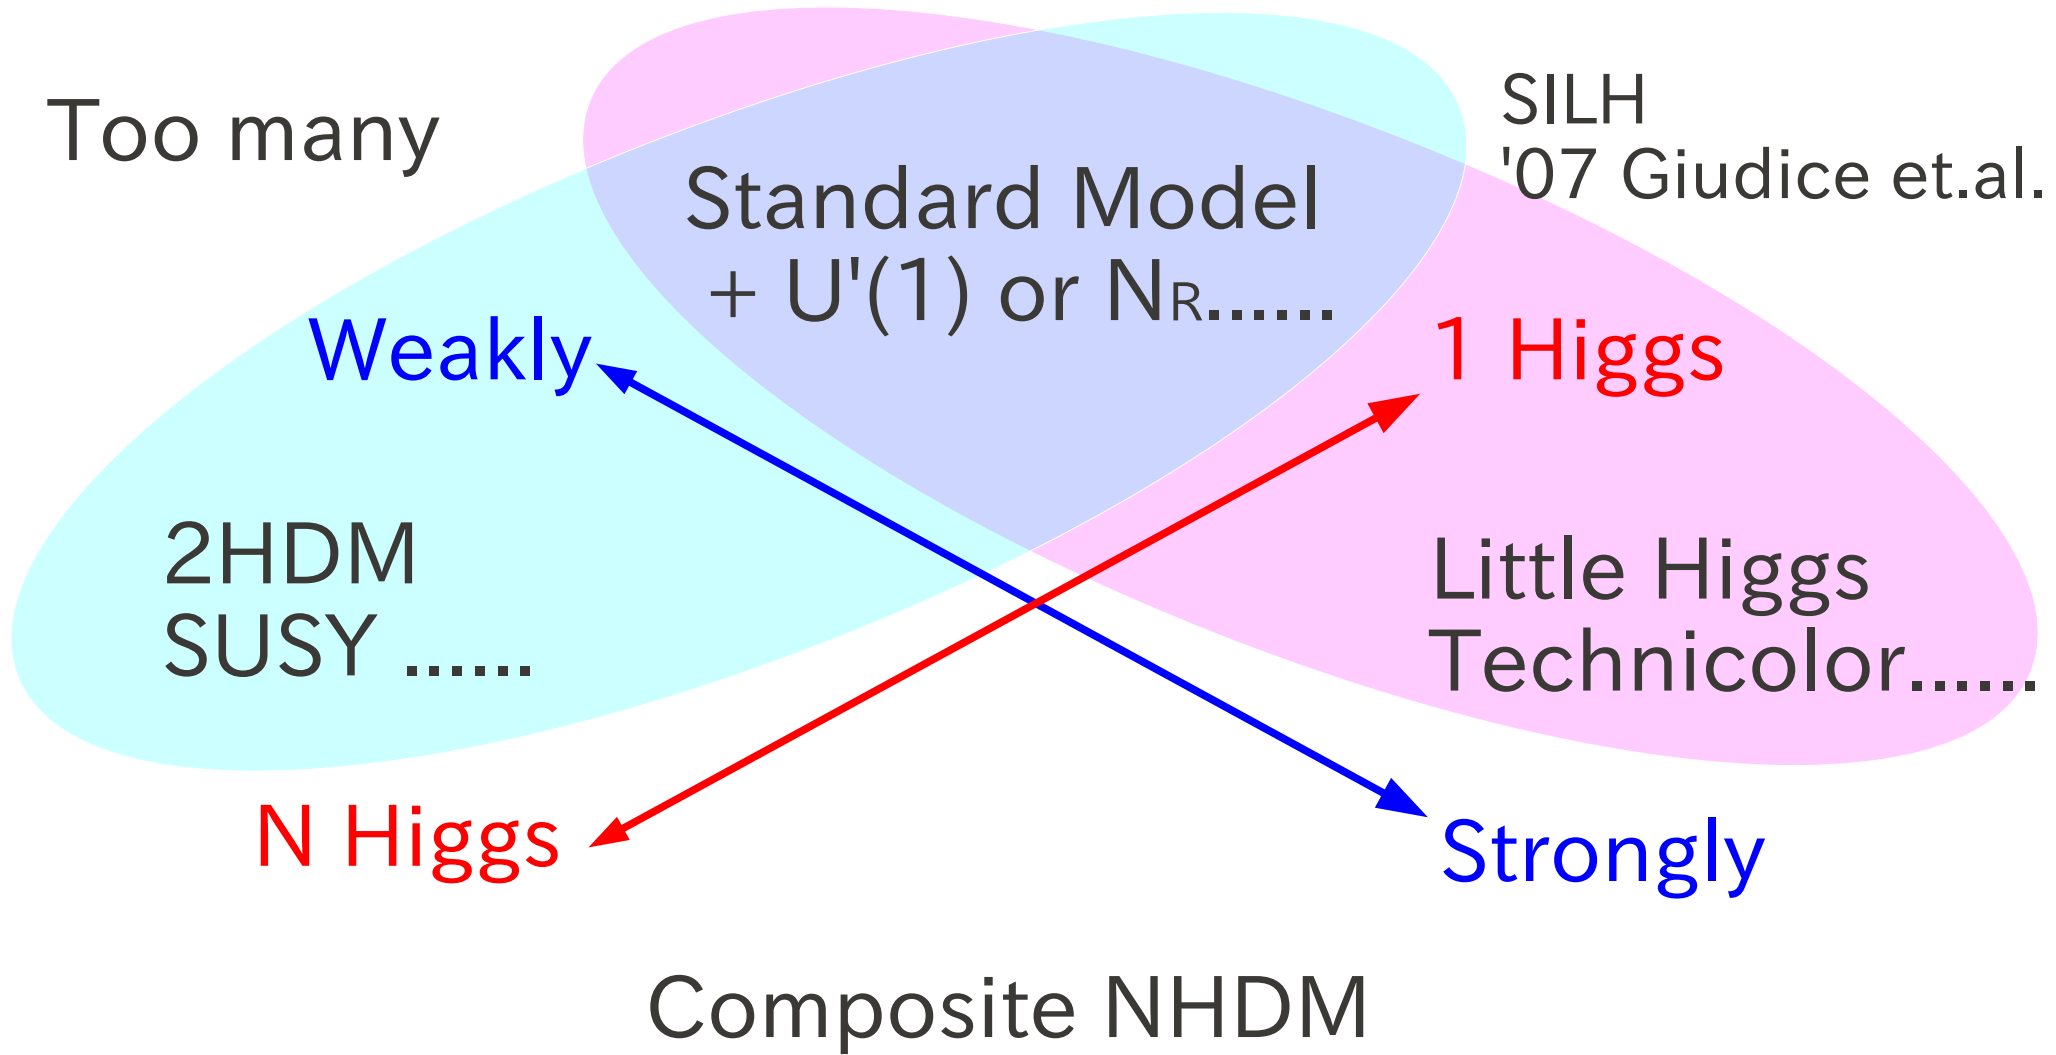 Too many
SILH
'07 Giudice et.al.
Standard Model
+ U'(1) or NR......
Weakly
1 Higgs
2HDM
SUSY ......
Little Higgs
Technicolor......
N Higgs
Strongly
Composite NHDM